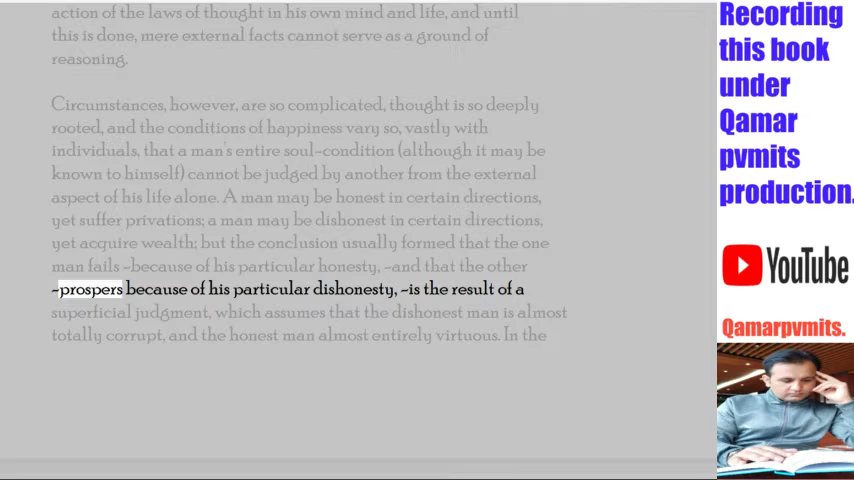 action of the laws of thought in his own mind and life, and until
this is done, mere external facts cannot serve as a ground of
reasoning.
Circumstances, however, are so complicated, thought is so deeply
rooted, and the conditions of happiness vary so, vastly with
individuals, that a man's entire soul-condition (although it may be
known to himself) cannot be judged by another from the external
aspect of his life alone. A man may be honest in certain directions,
yet suffer privations; a man may be dishonest in certain directions,
yet acquire wealth; but the conclusion usually formed that the one
man fails ~because of his particular honesty, ~and that the other
~prospers because of his particular dishonesty, ~is the result of a
superficial judgment, which assumes that the dishonest man is almost
totally corrupt, and the honest man almost entirely virtuous. In the
Recording
this book
under
Qamar
pvmits
production.
YouTube
Qamarpvmits.